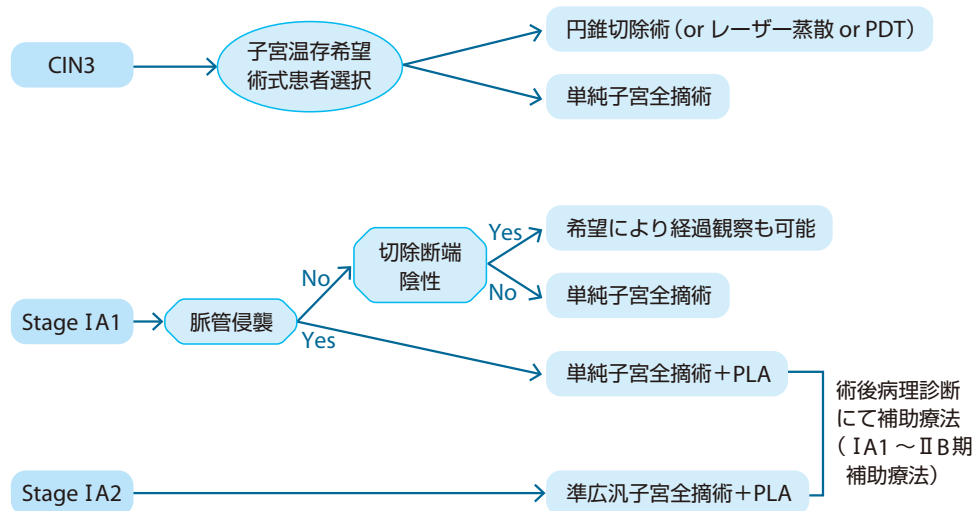 CIN3
子宮温存希望
術式患者選択
円錐切除術(or レーザー蒸散 or PDT)
単純子宮全摘術
Stage ⅠA1
脈管侵襲
No
Yes
切除断端
陰性
Yes
No
希望により経過観察も可能
単純子宮全摘術
単純子宮全摘術+PLA
Stage ⅠA2
準広汎子宮全摘術+PLA
術後病理診断
にて補助療法
(ⅠA1~ⅡB期
補助療法)